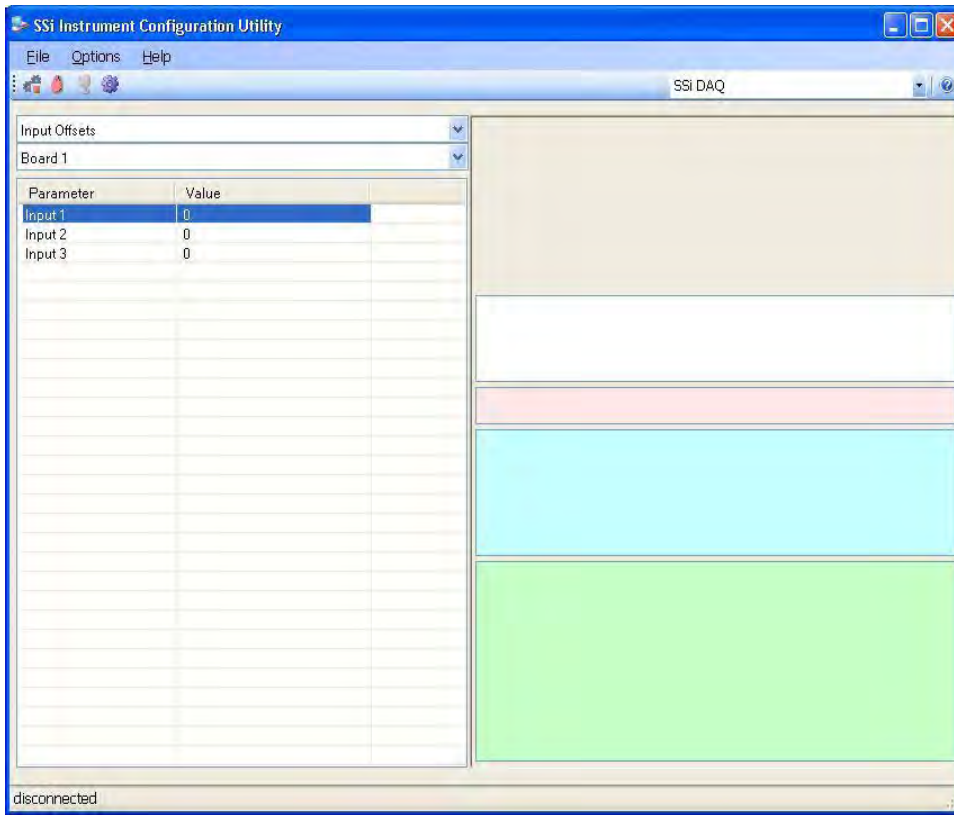 SSi Instrument Configuration Utility
File Options Help
SSi DAQ
Input Offsets
Board 1
Parameter Value
Input 1 0
Input 2 0
Input 3 0
disconnected